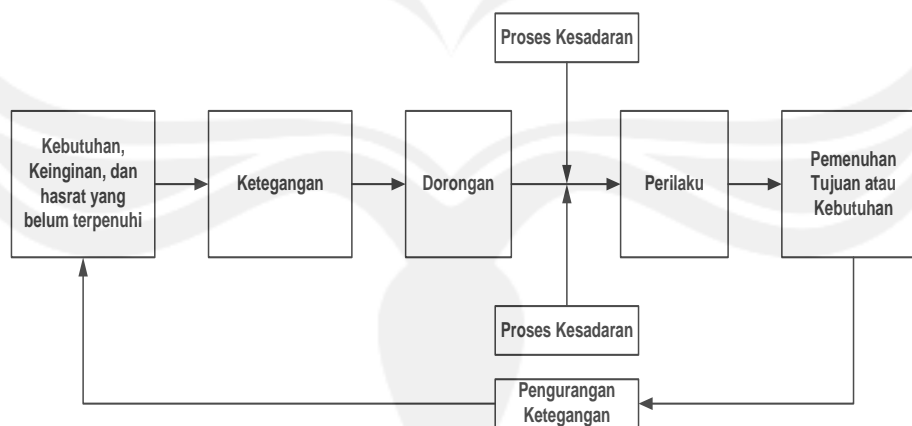 Proses Kesadaran
Kebutuhan,
Keinginan, dan
hasrat yang
belum terpenuhi
Ketegangan
Dorongan
Perilaku
Pemenuhan
Tujuan atau
Kebutuhan
Proses Kesadaran
Pengurangan
Ketegangan